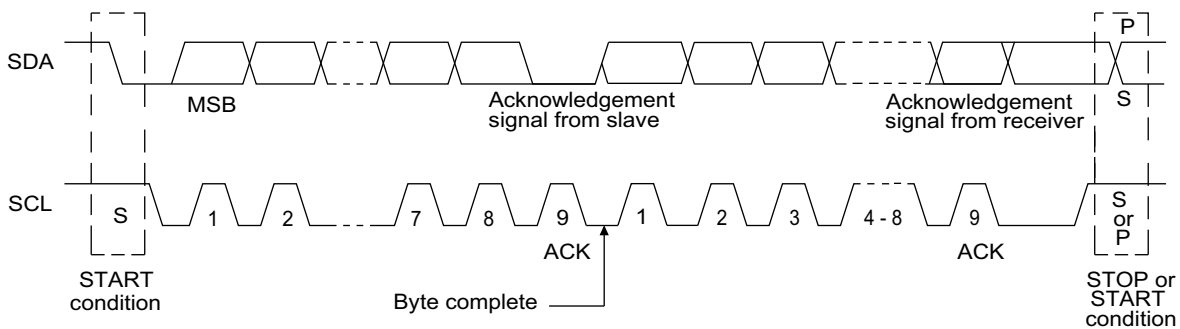 P
SDA
MSB
Acknowledgement
signal from slave
Acknowledgement
signal from receiver
S
SCL
S
1
2
7
8
9
1
2
3
4 - 8
9
S
or
P
ACK
ACK
START
condition
Byte complete
STOP or
START
condition